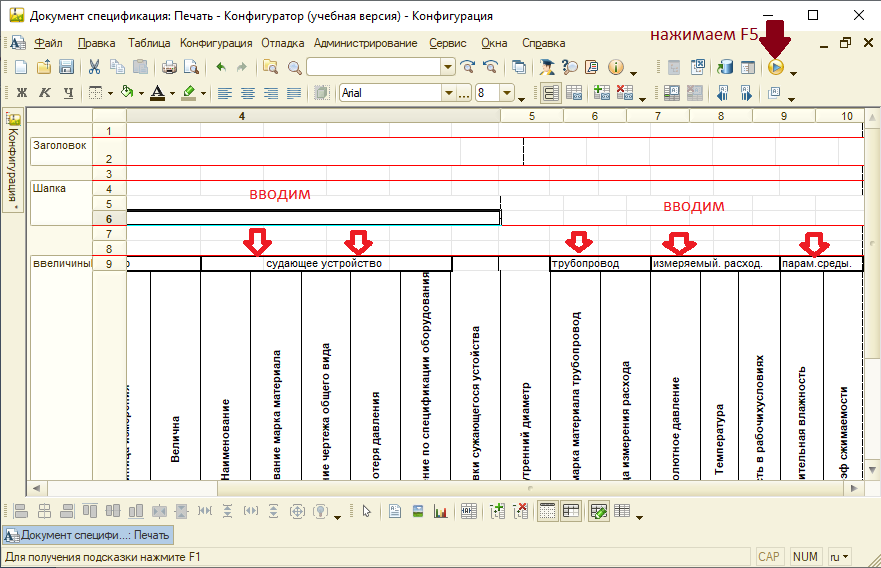 Документ спецификация: Печать - Конфигуратор (учебная версия) - Конфигурация
нажимаем F5
Файл Правка Таблица Конфигурация Отладка Администрирование Сервис Окна Справка
Ж К Ч Arial 8
Конфигурация *
4 5 6 7 8 9 10
1
Заголовок
2
3
Шапка 4
вводим
5
вводим
6
7
8
ввеличины 9 судающее устройство трубопровод измеряемый. расход. парам.среды.
Велична
Наименование
вание марка материала
ние чертежа общего вида
отеря давления
ние по спецификации оборудования
вки сужающегося устойства
утренний диаметр
марка материала трубопровод
ца измерения расхода
олютное давление
Температура
сть в рабочихусловиях
ительная влажность
эф сжимаемости
Документ специфи...: Печать
Для получения подсказки нажмите F1 CAP NUM ru